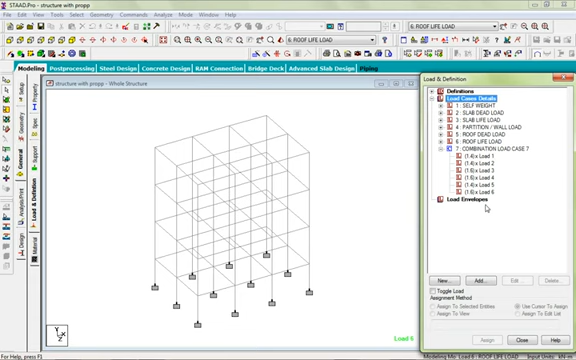 STAAD.Pro - structure with propp
File Edit View Tools Select Geometry Commands Analyze Mode Window Help
6: ROOF LIFE LOAD
6: ROOF LIFE LOAD
Modeling Postprocessing Steel Design Concrete Design RAM Connection Bridge Deck Advanced Slab Design Piping
structure with propp - Whole Structure
Property
Spec
Support
Load & Definition
Material
Geometry
General
Analysis/Print
Design
Load 6
Load & Definition
Definitions
Load Cases Details
1 : SELF WEIGHT
2 : SLAB DEAD LOAD
3 : SLAB LIFE LOAD
4 : PARTITION / WALL LOAD
5 : ROOF DEAD LOAD
6 : ROOF LIFE LOAD
7 : COMBINATION LOAD CASE 7
(1.4) x Load 1
(1.4) x Load 2
(1.6) x Load 3
(1.6) x Load 4
(1.4) x Load 5
(1.6) x Load 6
Load Envelopes
New... Add... Edit... Delete...
Toggle Load
Assignment Method
Assign To Selected Entities
Use Cursor To Assign
Assign To View
Assign To Edit List
Assign Close Help
For Help, press F1
Modeling Mo Load 6 : ROOF LIFE LOAD Input Units: kN-m